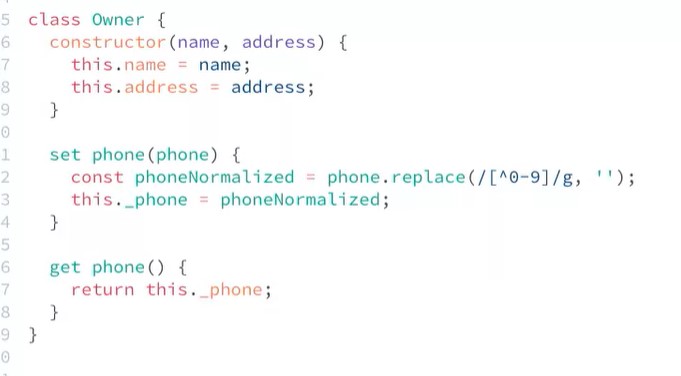 5 class Owner {
6 constructor(name, address) {
7 this.name = name;
8 this.address = address;
9 }
0
1 set phone(phone) {
2 const phoneNormalized = phone.replace(/[^0-9]/g, '');
3 this._phone = phoneNormalized;
4 }
5
6 get phone() {
7 return this._phone;
8 }
9 }
0